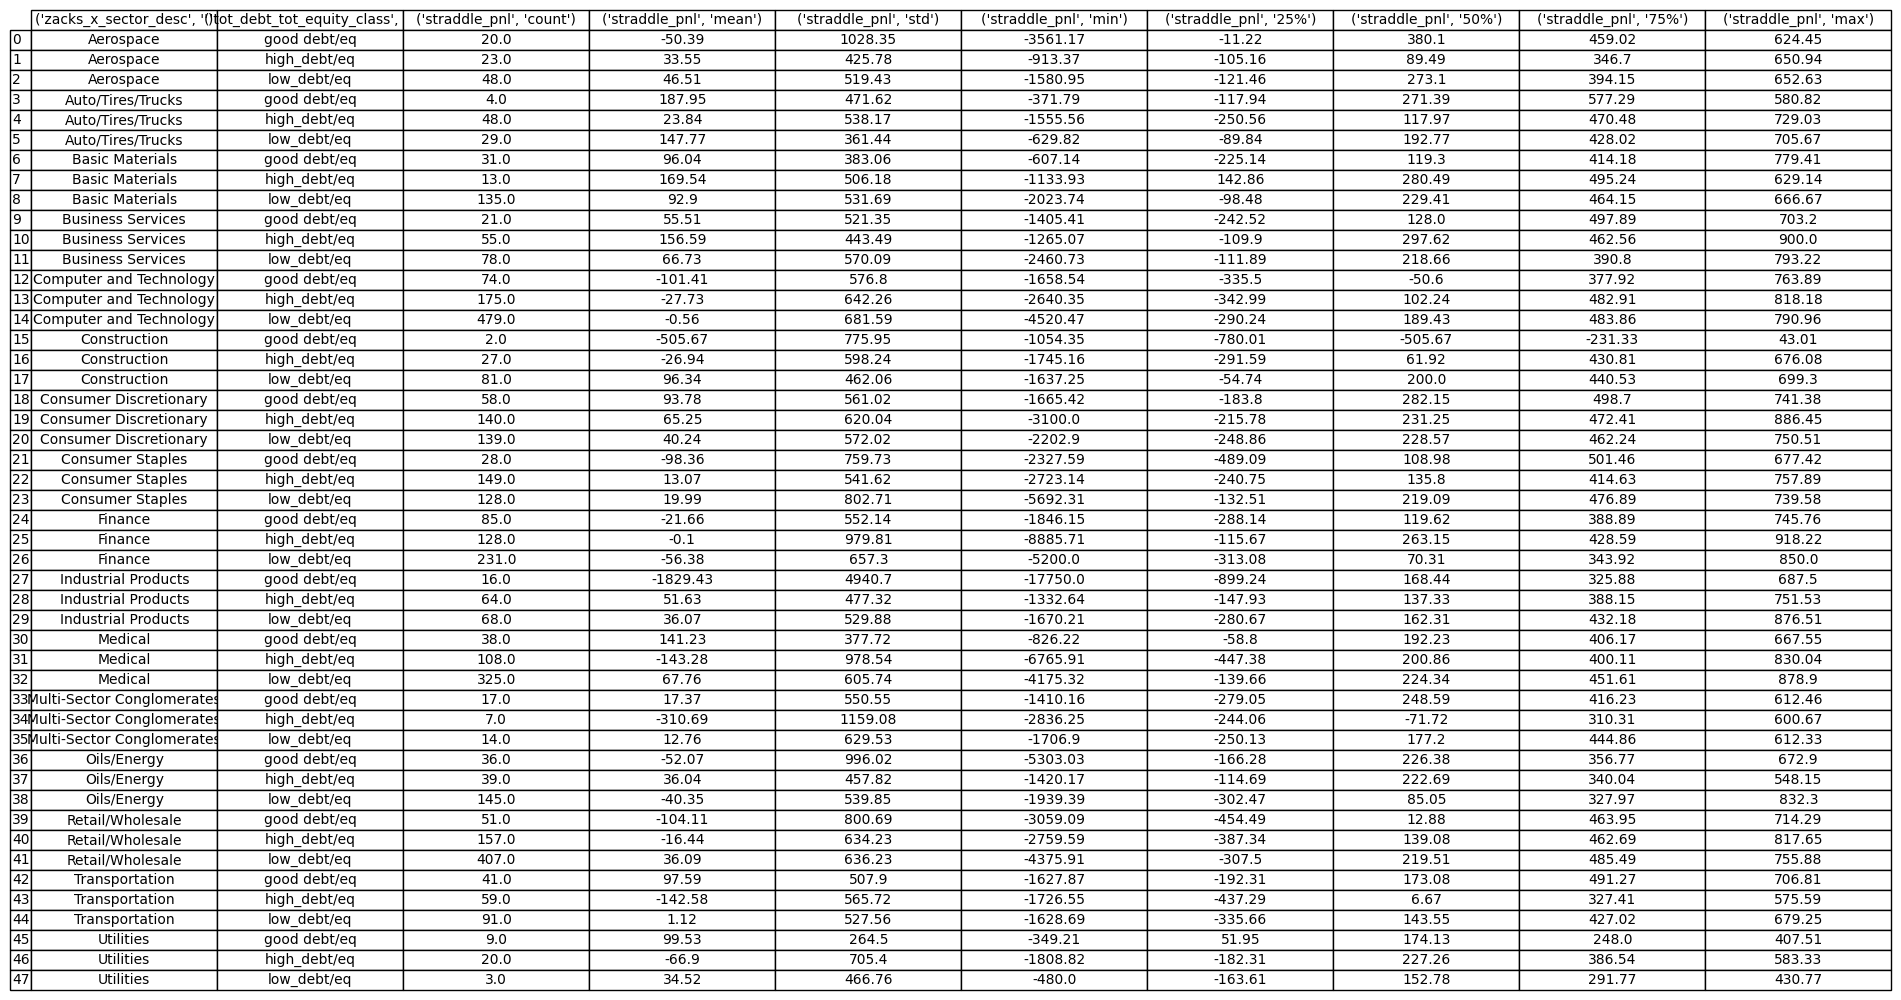 ('zacks_x_sector_desc', '') ('tot_debt_tot_equity_class', ('straddle_pnl', 'count') ('straddle_pnl', 'mean') ('straddle_pnl', 'std') ('straddle_pnl', 'min') ('straddle_pnl', '25%') ('straddle_pnl', '50%') ('straddle_pnl', '75%') ('straddle_pnl', 'max')
0 Aerospace good debt/eq 20.0 -50.39 1028.35 -3561.17 -11.22 380.1 459.02 624.45
1 Aerospace high_debt/eq 23.0 33.55 425.78 -913.37 -105.16 89.49 346.7 650.94
2 Aerospace low_debt/eq 48.0 46.51 519.43 -1580.95 -121.46 273.1 394.15 652.63
3 Auto/Tires/Trucks good debt/eq 4.0 187.95 471.62 -371.79 -117.94 271.39 577.29 580.82
4 Auto/Tires/Trucks high_debt/eq 48.0 23.84 538.17 -1555.56 -250.56 117.97 470.48 729.03
5 Auto/Tires/Trucks low_debt/eq 29.0 147.77 361.44 -629.82 -89.84 192.77 428.02 705.67
6 Basic Materials good debt/eq 31.0 96.04 383.06 -607.14 -225.14 119.3 414.18 779.41
7 Basic Materials high_debt/eq 13.0 169.54 506.18 -1133.93 142.86 280.49 495.24 629.14
8 Basic Materials low_debt/eq 135.0 92.9 531.69 -2023.74 -98.48 229.41 464.15 666.67
9 Business Services good debt/eq 21.0 55.51 521.35 -1405.41 -242.52 128.0 497.89 703.2
10 Business Services high_debt/eq 55.0 156.59 443.49 -1265.07 -109.9 297.62 462.56 900.0
11 Business Services low_debt/eq 78.0 66.73 570.09 -2460.73 -111.89 218.66 390.8 793.22
12 Computer and Technology good debt/eq 74.0 -101.41 576.8 -1658.54 -335.5 -50.6 377.92 763.89
13 Computer and Technology high_debt/eq 175.0 -27.73 642.26 -2640.35 -342.99 102.24 482.91 818.18
14 Computer and Technology low_debt/eq 479.0 -0.56 681.59 -4520.47 -290.24 189.43 483.86 790.96
15 Construction good debt/eq 2.0 -505.67 775.95 -1054.35 -780.01 -505.67 -231.33 43.01
16 Construction high_debt/eq 27.0 -26.94 598.24 -1745.16 -291.59 61.92 430.81 676.08
17 Construction low_debt/eq 81.0 96.34 462.06 -1637.25 -54.74 200.0 440.53 699.3
18 Consumer Discretionary good debt/eq 58.0 93.78 561.02 -1665.42 -183.8 282.15 498.7 741.38
19 Consumer Discretionary high_debt/eq 140.0 65.25 620.04 -3100.0 -215.78 231.25 472.41 886.45
20 Consumer Discretionary low_debt/eq 139.0 40.24 572.02 -2202.9 -248.86 228.57 462.24 750.51
21 Consumer Staples good debt/eq 28.0 -98.36 759.73 -2327.59 -489.09 108.98 501.46 677.42
22 Consumer Staples high_debt/eq 149.0 13.07 541.62 -2723.14 -240.75 135.8 414.63 757.89
23 Consumer Staples low_debt/eq 128.0 19.99 802.71 -5692.31 -132.51 219.09 476.89 739.58
24 Finance good debt/eq 85.0 -21.66 552.14 -1846.15 -288.14 119.62 388.89 745.76
25 Finance high_debt/eq 128.0 -0.1 979.81 -8885.71 -115.67 263.15 428.59 918.22
26 Finance low_debt/eq 231.0 -56.38 657.3 -5200.0 -313.08 70.31 343.92 850.0
27 Industrial Products good debt/eq 16.0 -1829.43 4940.7 -17750.0 -899.24 168.44 325.88 687.5
28 Industrial Products high_debt/eq 64.0 51.63 477.32 -1332.64 -147.93 137.33 388.15 751.53
29 Industrial Products low_debt/eq 68.0 36.07 529.88 -1670.21 -280.67 162.31 432.18 876.51
30 Medical good debt/eq 38.0 141.23 377.72 -826.22 -58.8 192.23 406.17 667.55
31 Medical high_debt/eq 108.0 -143.28 978.54 -6765.91 -447.38 200.86 400.11 830.04
32 Medical low_debt/eq 325.0 67.76 605.74 -4175.32 -139.66 224.34 451.61 878.9
33 Multi-Sector Conglomerates good debt/eq 17.0 17.37 550.55 -1410.16 -279.05 248.59 416.23 612.46
34 Multi-Sector Conglomerates high_debt/eq 7.0 -310.69 1159.08 -2836.25 -244.06 -71.72 310.31 600.67
35 Multi-Sector Conglomerates low_debt/eq 14.0 12.76 629.53 -1706.9 -250.13 177.2 444.86 612.33
36 Oils/Energy good debt/eq 36.0 -52.07 996.02 -5303.03 -166.28 226.38 356.77 672.9
37 Oils/Energy high_debt/eq 39.0 36.04 457.82 -1420.17 -114.69 222.69 340.04 548.15
38 Oils/Energy low_debt/eq 145.0 -40.35 539.85 -1939.39 -302.47 85.05 327.97 832.3
39 Retail/Wholesale good debt/eq 51.0 -104.11 800.69 -3059.09 -454.49 12.88 463.95 714.29
40 Retail/Wholesale high_debt/eq 157.0 -16.44 634.23 -2759.59 -387.34 139.08 462.69 817.65
41 Retail/Wholesale low_debt/eq 407.0 36.09 636.23 -4375.91 -307.5 219.51 485.49 755.88
42 Transportation good debt/eq 41.0 97.59 507.9 -1627.87 -192.31 173.08 491.27 706.81
43 Transportation high_debt/eq 59.0 -142.58 565.72 -1726.55 -437.29 6.67 327.41 575.59
44 Transportation low_debt/eq 91.0 1.12 527.56 -1628.69 -335.66 143.55 427.02 679.25
45 Utilities good debt/eq 9.0 99.53 264.5 -349.21 51.95 174.13 248.0 407.51
46 Utilities high_debt/eq 20.0 -66.9 705.4 -1808.82 -182.31 227.26 386.54 583.33
47 Utilities low_debt/eq 3.0 34.52 466.76 -480.0 -163.61 152.78 291.77 430.77